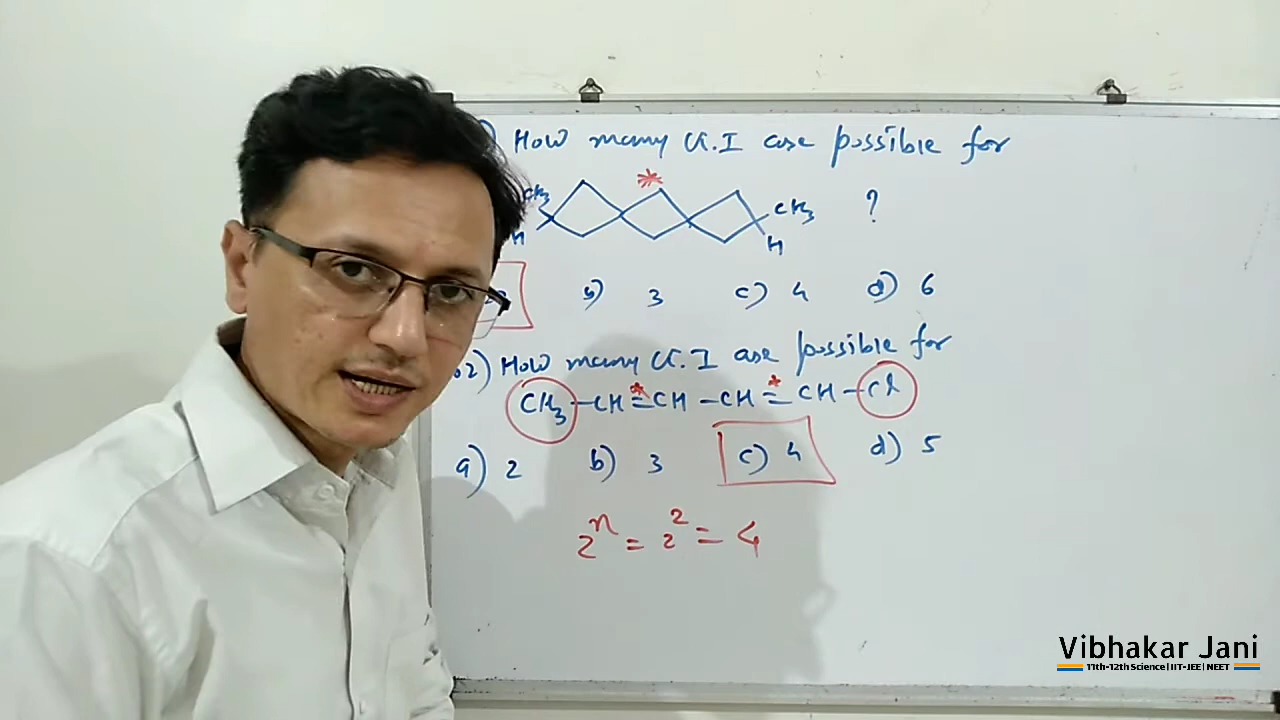 ) How many G.I are possible for
CH3 * CH3 ?
H H
b) 3 c) 4 d) 6
2) How many G.I are possible for
CH3-CH=*CH-CH=*CH-Cl
a) 2 b) 3 c) 4 d) 5
2^n = 2^2 = 4
Vibhakar Jani
11th-12th Science|IIT-JEE|NEET